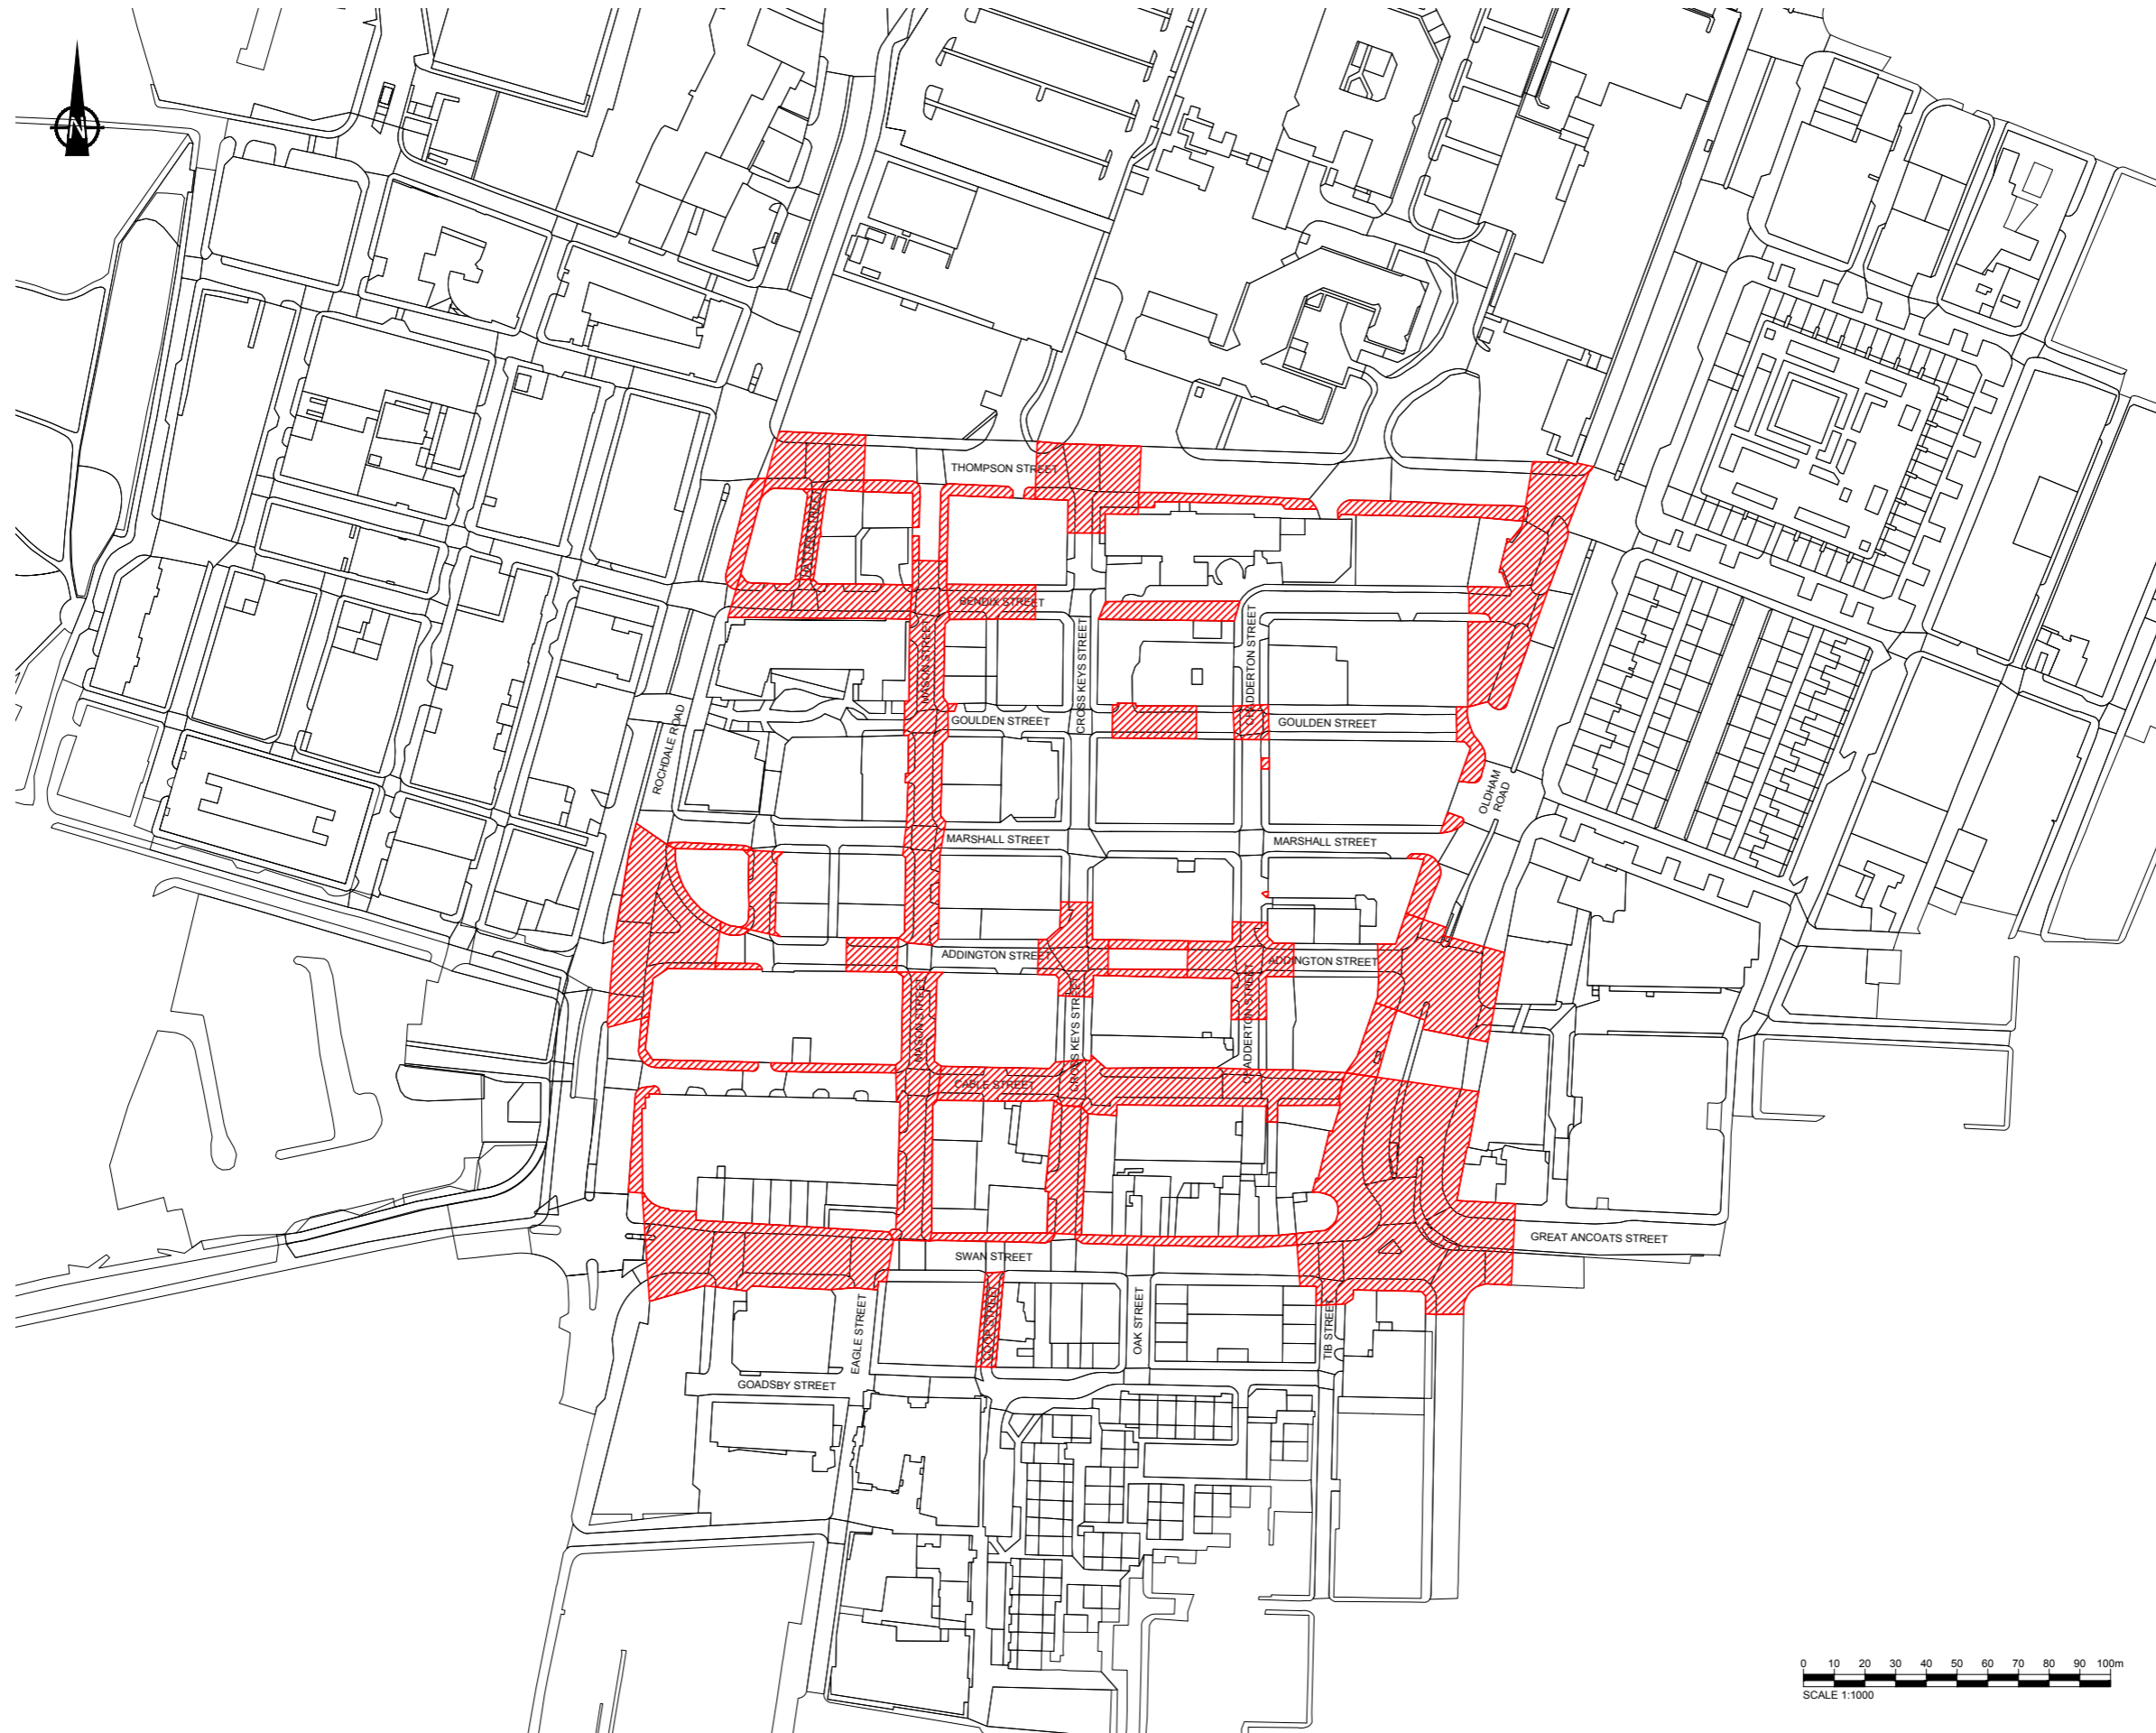 N
THOMPSON STREET
BENDIX STREET
MASON STREET
CROSS KEYS STREET
CHADDERTON STREET
GOULDEN STREET
GOULDEN STREET
ROCHDALE ROAD
OLDHAM
ROAD
MARSHALL STREET
MARSHALL STREET
ADDINGTON STREET
ADDINGTON STREET
MASON STREET
CROSS KEYS STREET
CHADDERTON STREET
CABLE STREET
SWAN STREET
GREAT ANCOATS STREET
EAGLE STREET
COOP STREET
OAK STREET
TIB STREET
GOADSBY STREET
0 10 20 30 40 50 60 70 80 90 100m
SCALE 1:1000